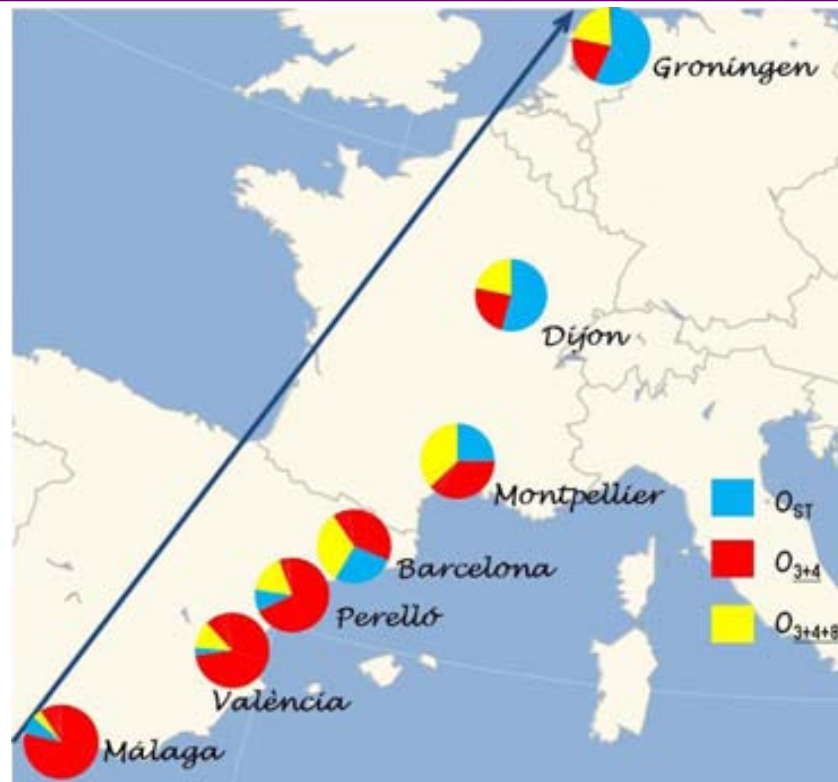 Groningen
Dijon
Montpellier
Barcelona
Perelló
València
Málaga
O_ST
O_3+4
O_3+4+8